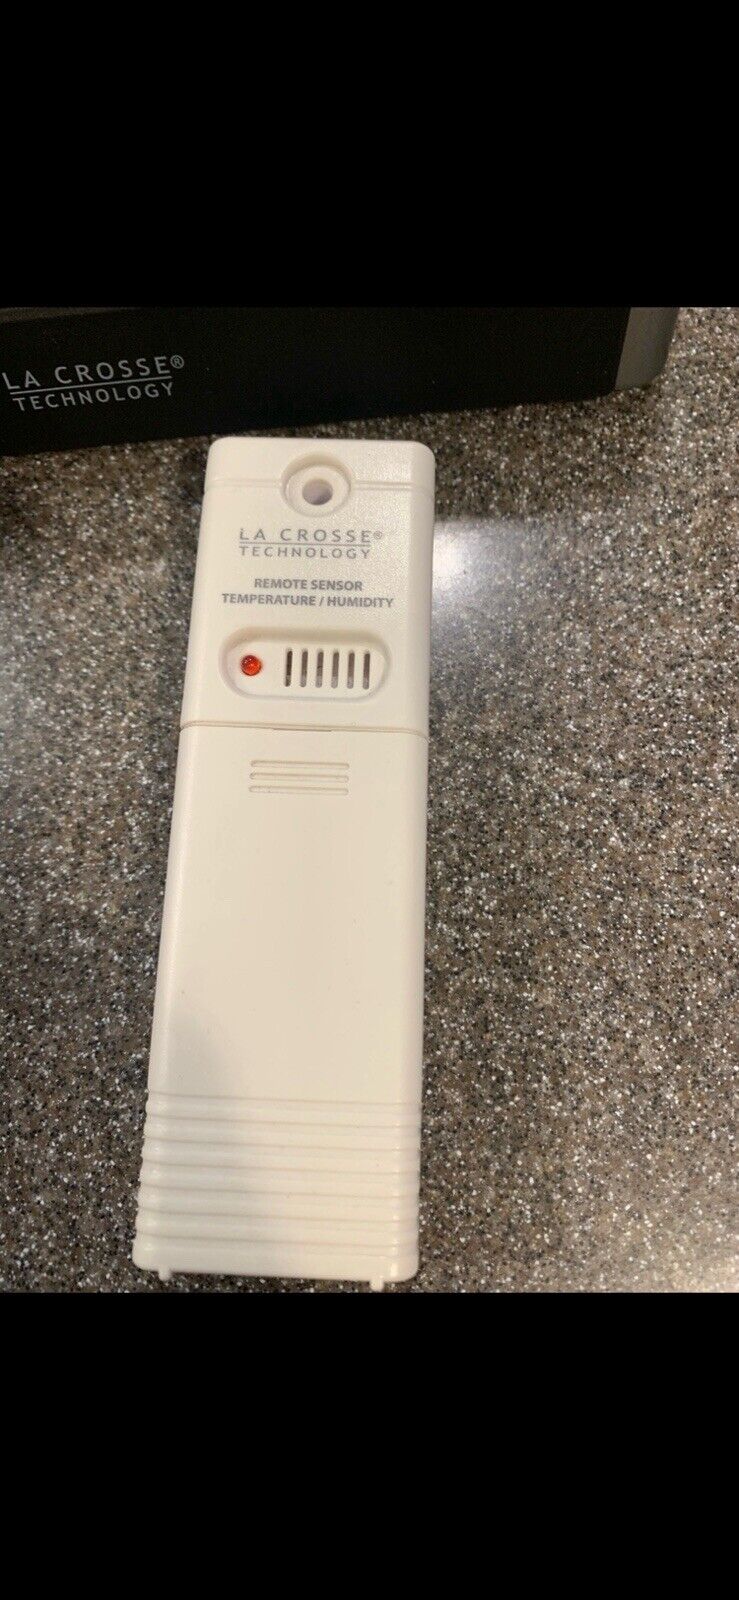 LA CROSSE®
TECHNOLOGY
LA CROSSE®
TECHNOLOGY
REMOTE SENSOR
TEMPERATURE / HUMIDITY